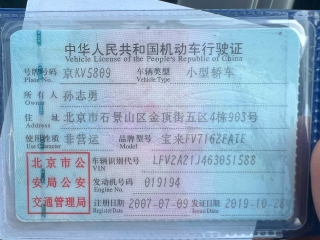 中华人民共和国机动车行驶证
Vehicle License of the People's Republic of China
号牌号码 京KV5809 车辆类型 小型轿车
Plate No. Vehicle Type
所有人 孙志勇
Owner
住址 北京市石景山区金顶街五区4栋903号
Address
使用性质 非营运 品牌型号 宝来FV7162FATE
Use Character Model
北京市公安局公安交通管理局
车辆识别代号 LFV2A21J463051588
VIN
发动机号码 019194
Engine No.
注册日期 2007-07-09 发证日期 2019-10-28
Register Date Issue Date